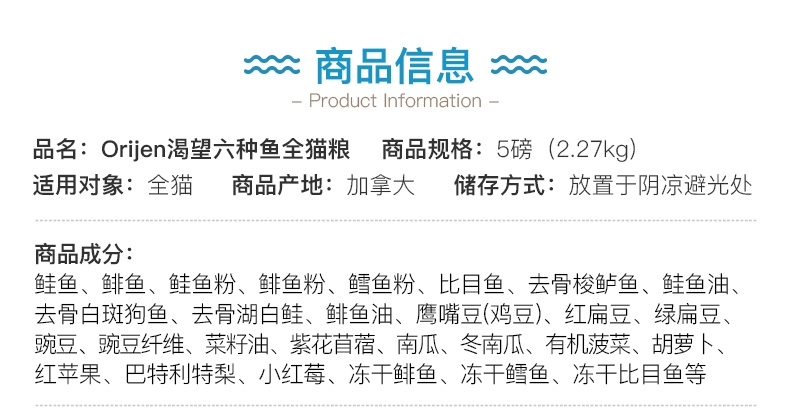 商品信息
– Product Information –
品名：Orijen渴望六种鱼全猫粮 商品规格：5磅（2.27kg）
适用对象：全猫 商品产地：加拿大 储存方式：放置于阴凉避光处
商品成分：
鲑鱼、鲱鱼、鲑鱼粉、鲱鱼粉、鳕鱼粉、比目鱼、去骨梭鲈鱼、鲑鱼油、
去骨白斑狗鱼、去骨湖白鲑、鲱鱼油、鹰嘴豆(鸡豆)、红扁豆、绿扁豆、
豌豆、豌豆纤维、菜籽油、紫花苜蓿、南瓜、冬南瓜、有机菠菜、胡萝卜、
红苹果、巴特利特梨、小红莓、冻干鲱鱼、冻干鳕鱼、冻干比目鱼等